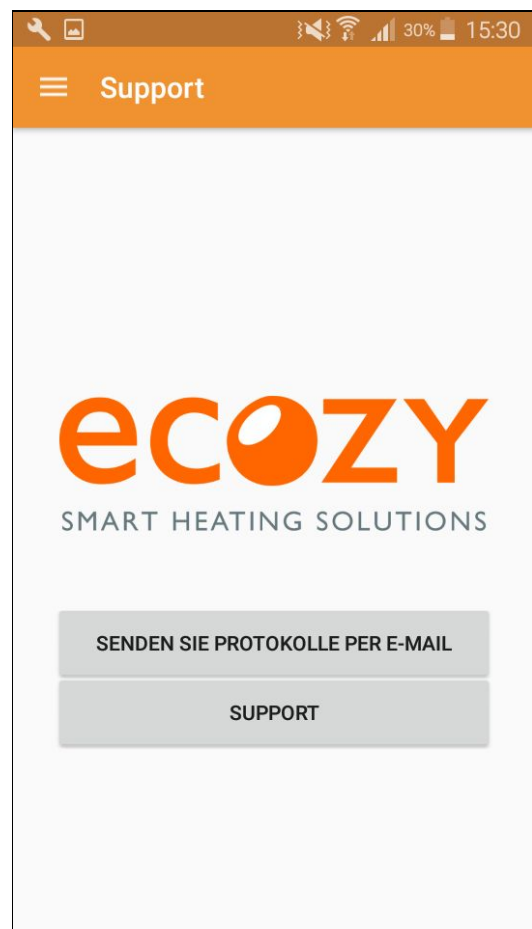 30% 15:30
Support
ecozy
SMART HEATING SOLUTIONS
SENDEN SIE PROTOKOLLE PER E-MAIL
SUPPORT